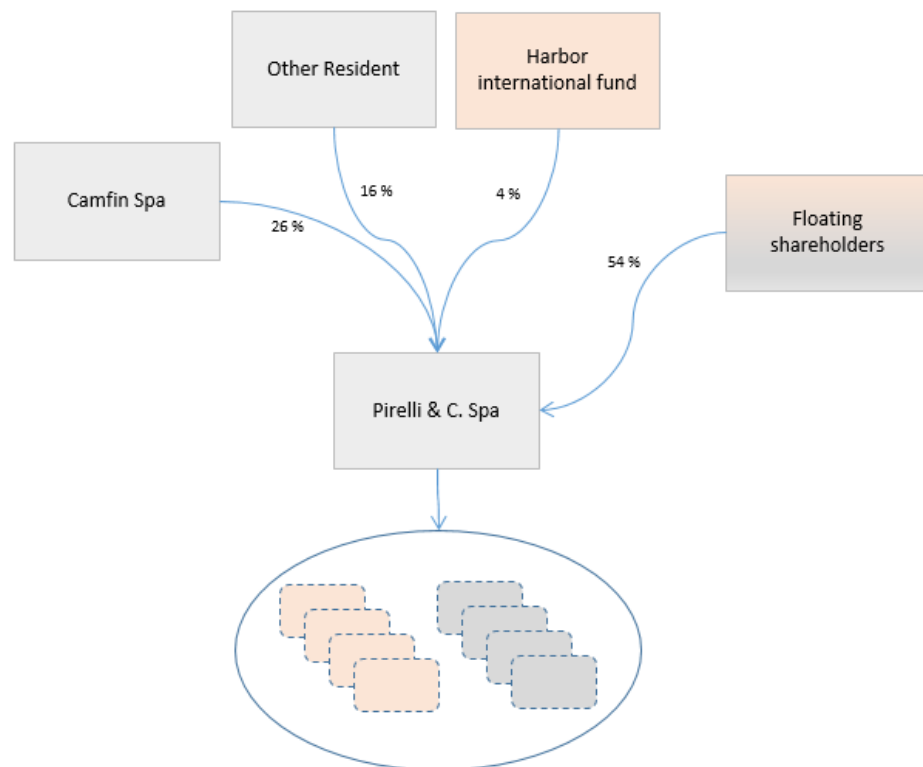 Other Resident
Harbor
international fund
Camfin Spa
16 %
4 %
26 %
Floating
shareholders
54 %
Pirelli & C. Spa